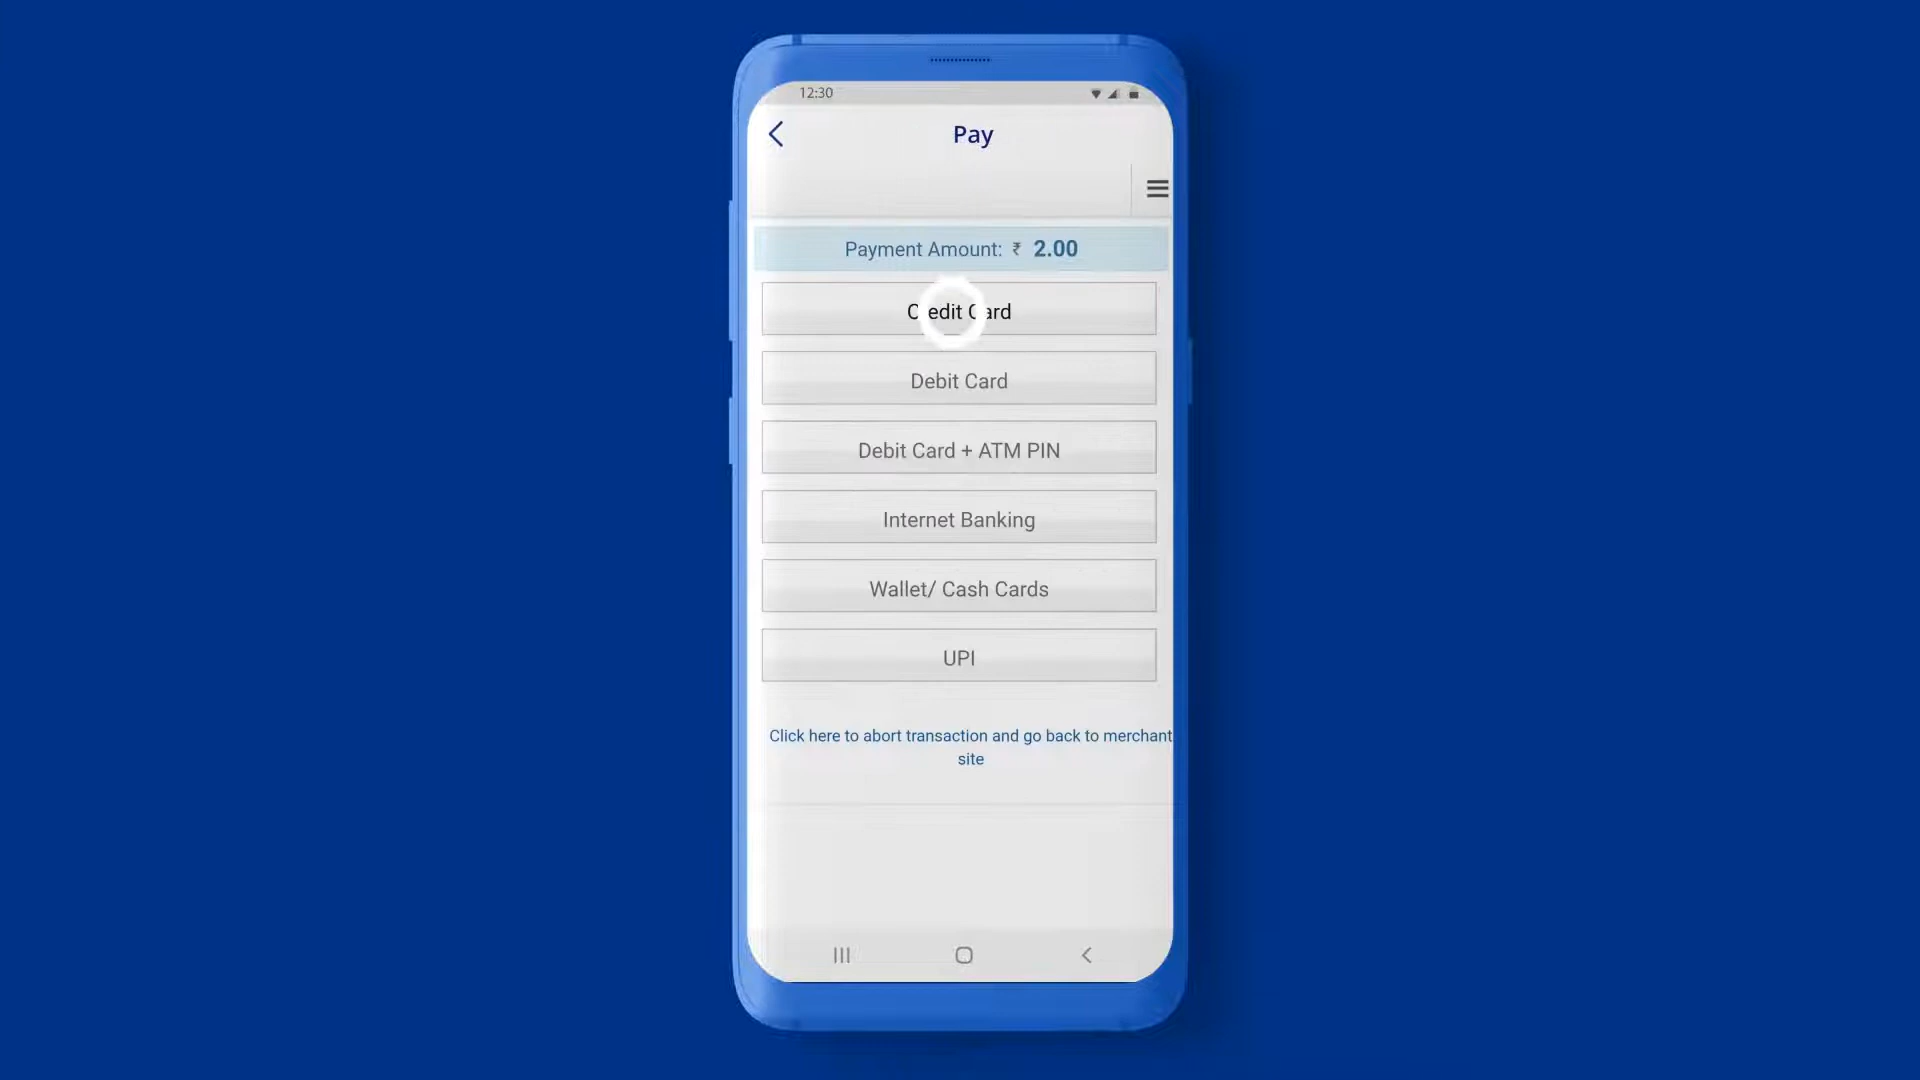 12:30
Pay
Payment Amount: ₹ 2.00
Credit Card
Debit Card
Debit Card + ATM PIN
Internet Banking
Wallet/ Cash Cards
UPI
Click here to abort transaction and go back to merchant
site